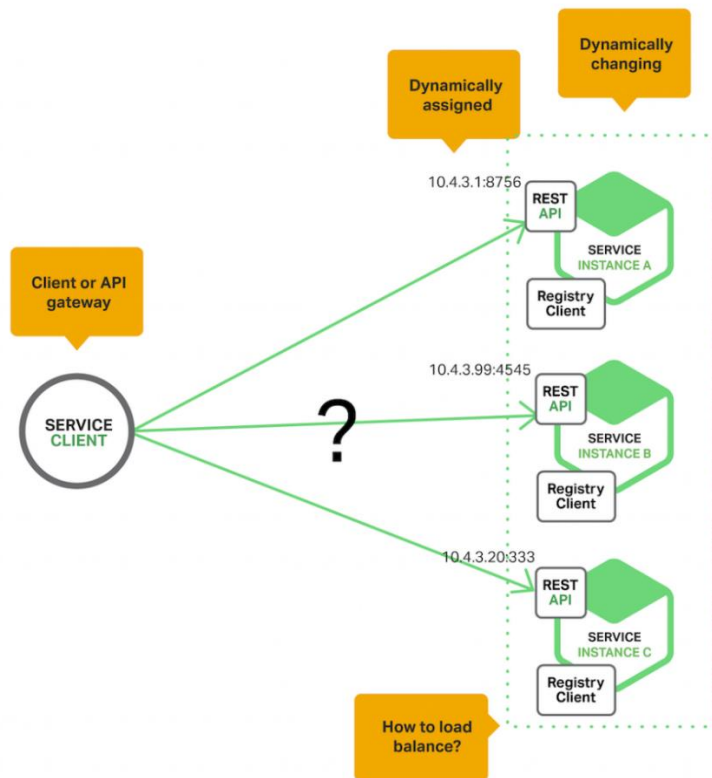 Dynamically
changing
Dynamically
assigned
10.4.3.1:8756
REST
API
SERVICE
INSTANCE A
Registry
Client
Client or API
gateway
10.4.3.99:4545
REST
API
SERVICE
CLIENT
?
SERVICE
INSTANCE B
Registry
Client
10.4.3.20:333
REST
API
SERVICE
INSTANCE C
Registry
Client
How to load
balance?